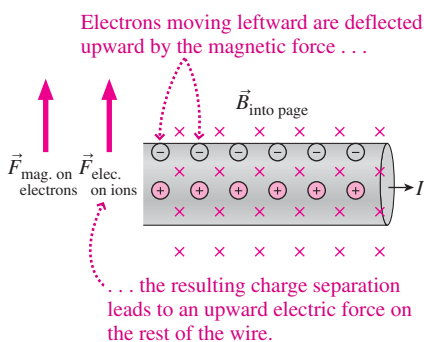 Electrons moving leftward are deflected
upward by the magnetic force . . .
B⃗ into page
F⃗ mag. on electrons
F⃗ elec. on ions
I
. . . the resulting charge separation
leads to an upward electric force on
the rest of the wire.